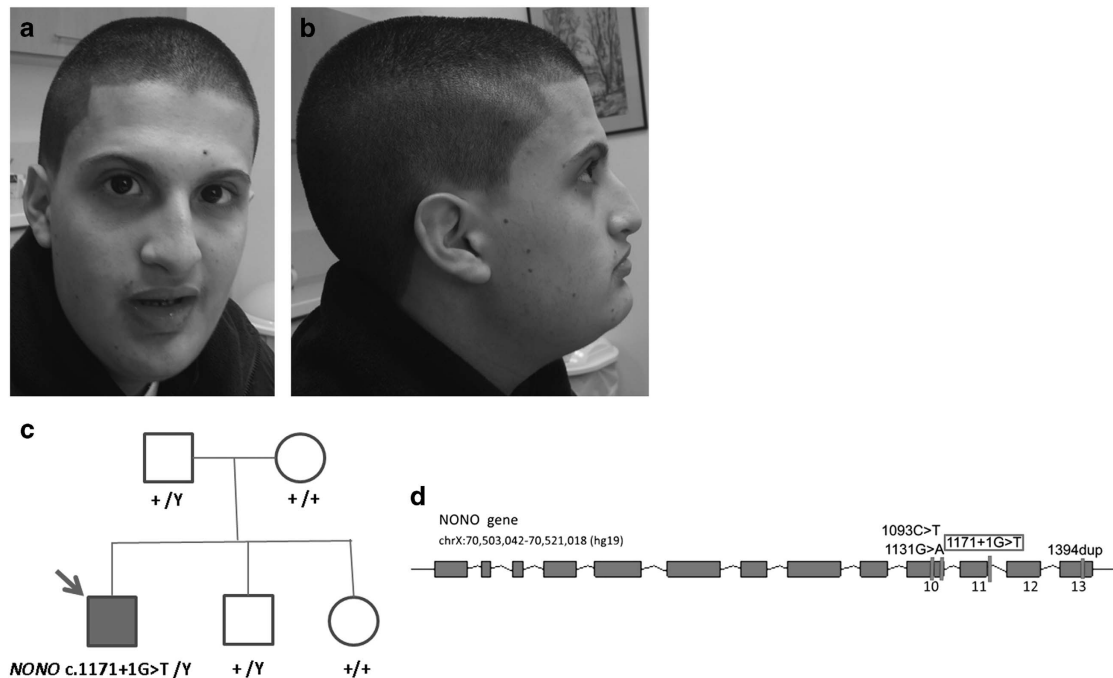 a
b
c
+/Y
+/+
NONO c.1171+1G>T /Y
+/Y
+/+
d
NONO gene
chrX:70,503,042-70,521,018 (hg19)
1093C>T
1131G>A
1171+1G>T
1394dup
10
11
12
13